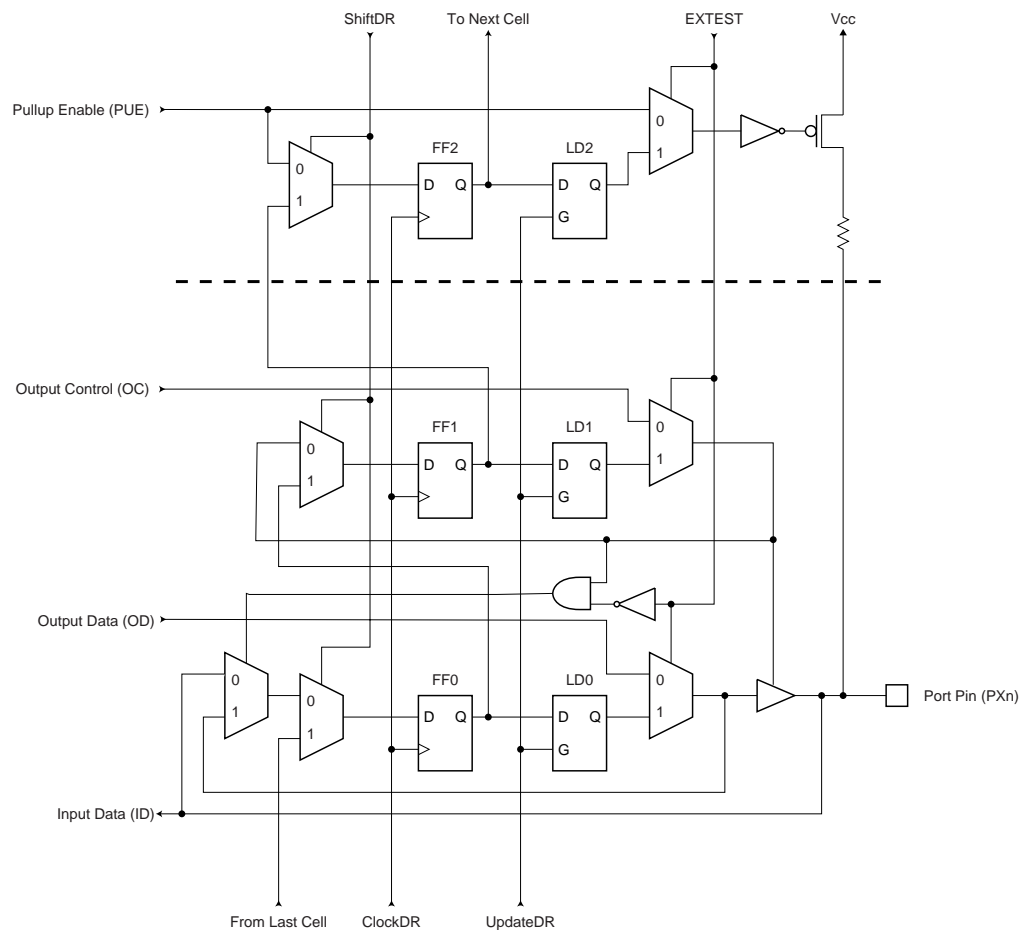 ShiftDR To Next Cell EXTEST Vcc
Pullup Enable (PUE)
0
1
FF2 LD2
0
1
D Q
D Q
G
Output Control (OC)
0
1
FF1 LD1
0
1
D Q
D Q
G
Output Data (OD)
0
1
0
1
FF0 LD0
0
1
D Q
D Q
G
Port Pin (PXn)
Input Data (ID)
From Last Cell ClockDR UpdateDR